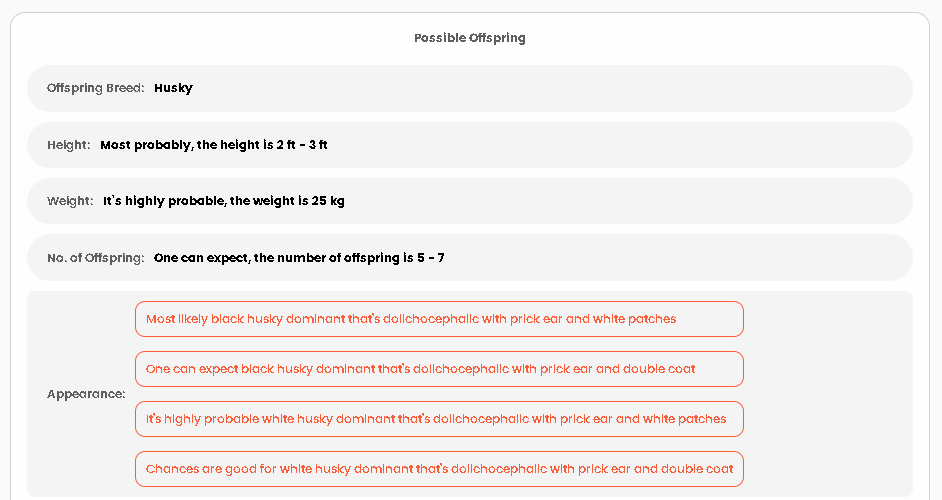 Possible Offspring
Offspring Breed: Husky
Height: Most probably, the height is 2 ft - 3 ft
Weight: It's highly probable, the weight is 25 kg
No. of Offspring: One can expect, the number of offspring is 5 - 7
Appearance:
Most likely black husky dominant that's dolichocephalic with prick ear and white patches
One can expect black husky dominant that's dolichocephalic with prick ear and double coat
It's highly probable white husky dominant that's dolichocephalic with prick ear and white patches
Chances are good for white husky dominant that's dolichocephalic with prick ear and double coat